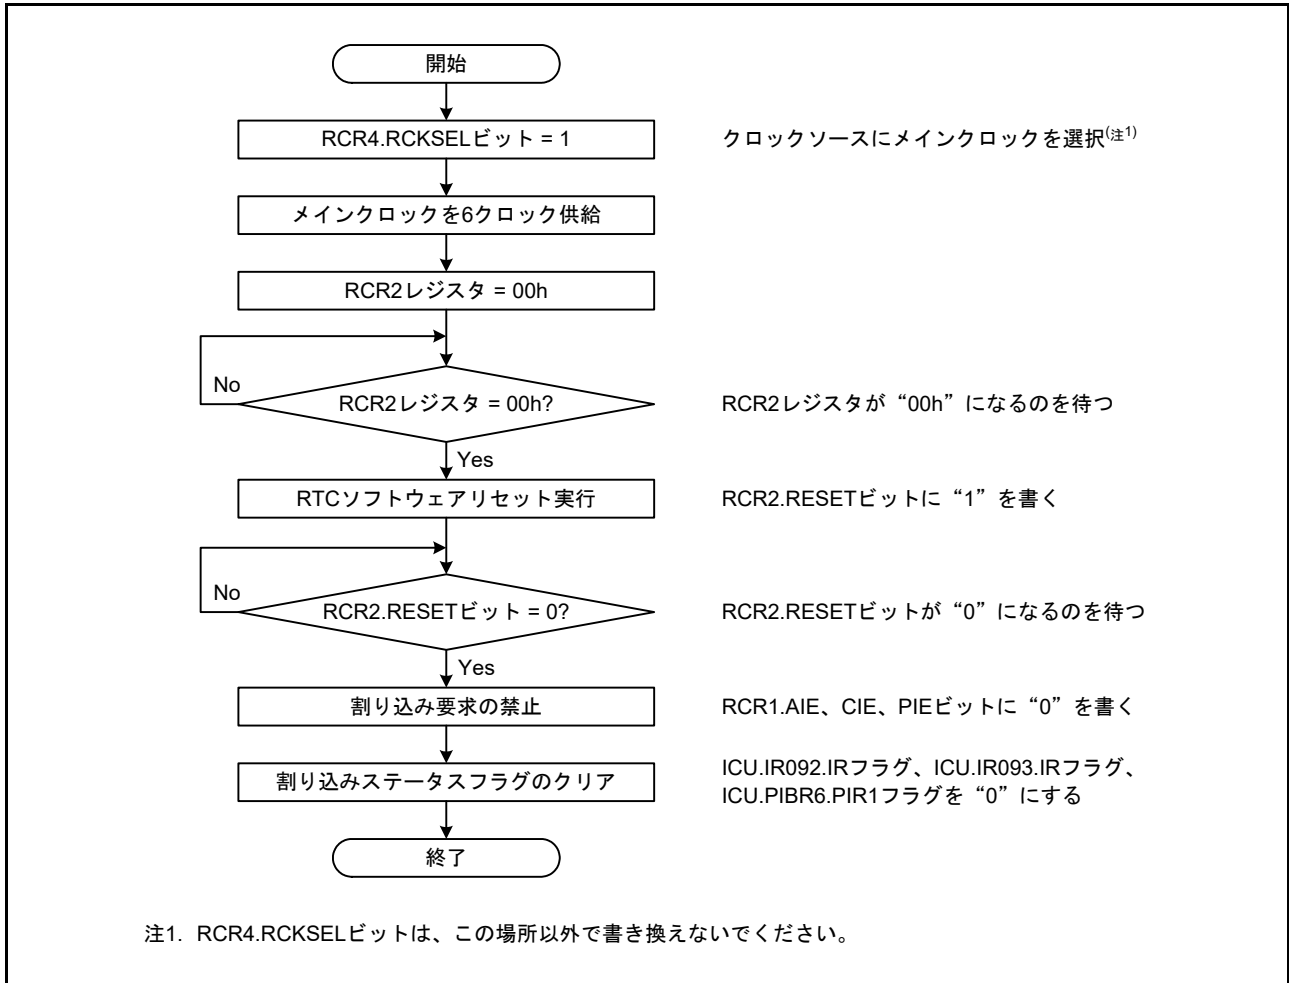 開始
RCR4.RCKSELビット = 1
クロックソースにメインクロックを選択(注1)
メインクロックを6クロック供給
RCR2レジスタ = 00h
No
RCR2レジスタ = 00h?
RCR2レジスタが“00h”になるのを待つ
Yes
RTCソフトウェアリセット実行
RCR2.RESETビットに“1”を書く
No
RCR2.RESETビット = 0?
RCR2.RESETビットが“0”になるのを待つ
Yes
割り込み要求の禁止
RCR1.AIE、CIE、PIEビットに“0”を書く
割り込みステータスフラグのクリア
ICU.IR092.IRフラグ、ICU.IR093.IRフラグ、
ICU.PIBR6.PIR1フラグを“0”にする
終了
注1. RCR4.RCKSELビットは、この場所以外で書き換えないでください。